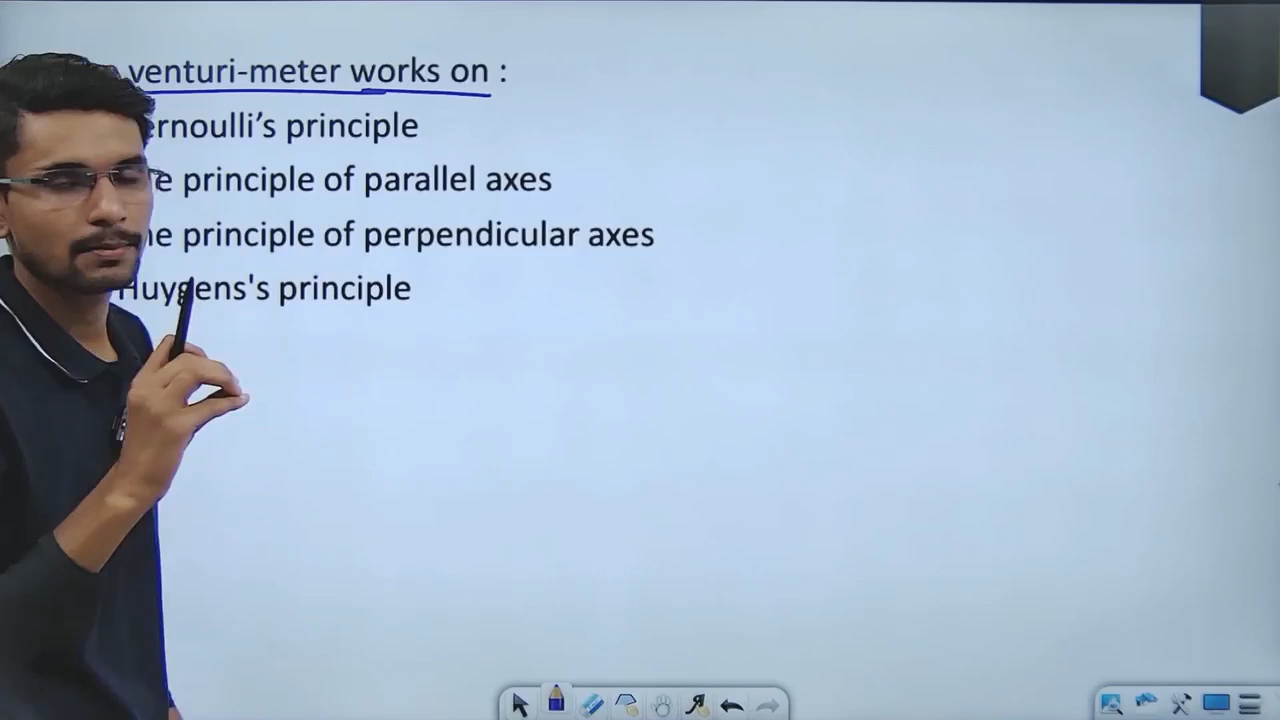 venturi-meter works on :
ernoulli’s principle
e principle of parallel axes
he principle of perpendicular axes
Huygens's principle